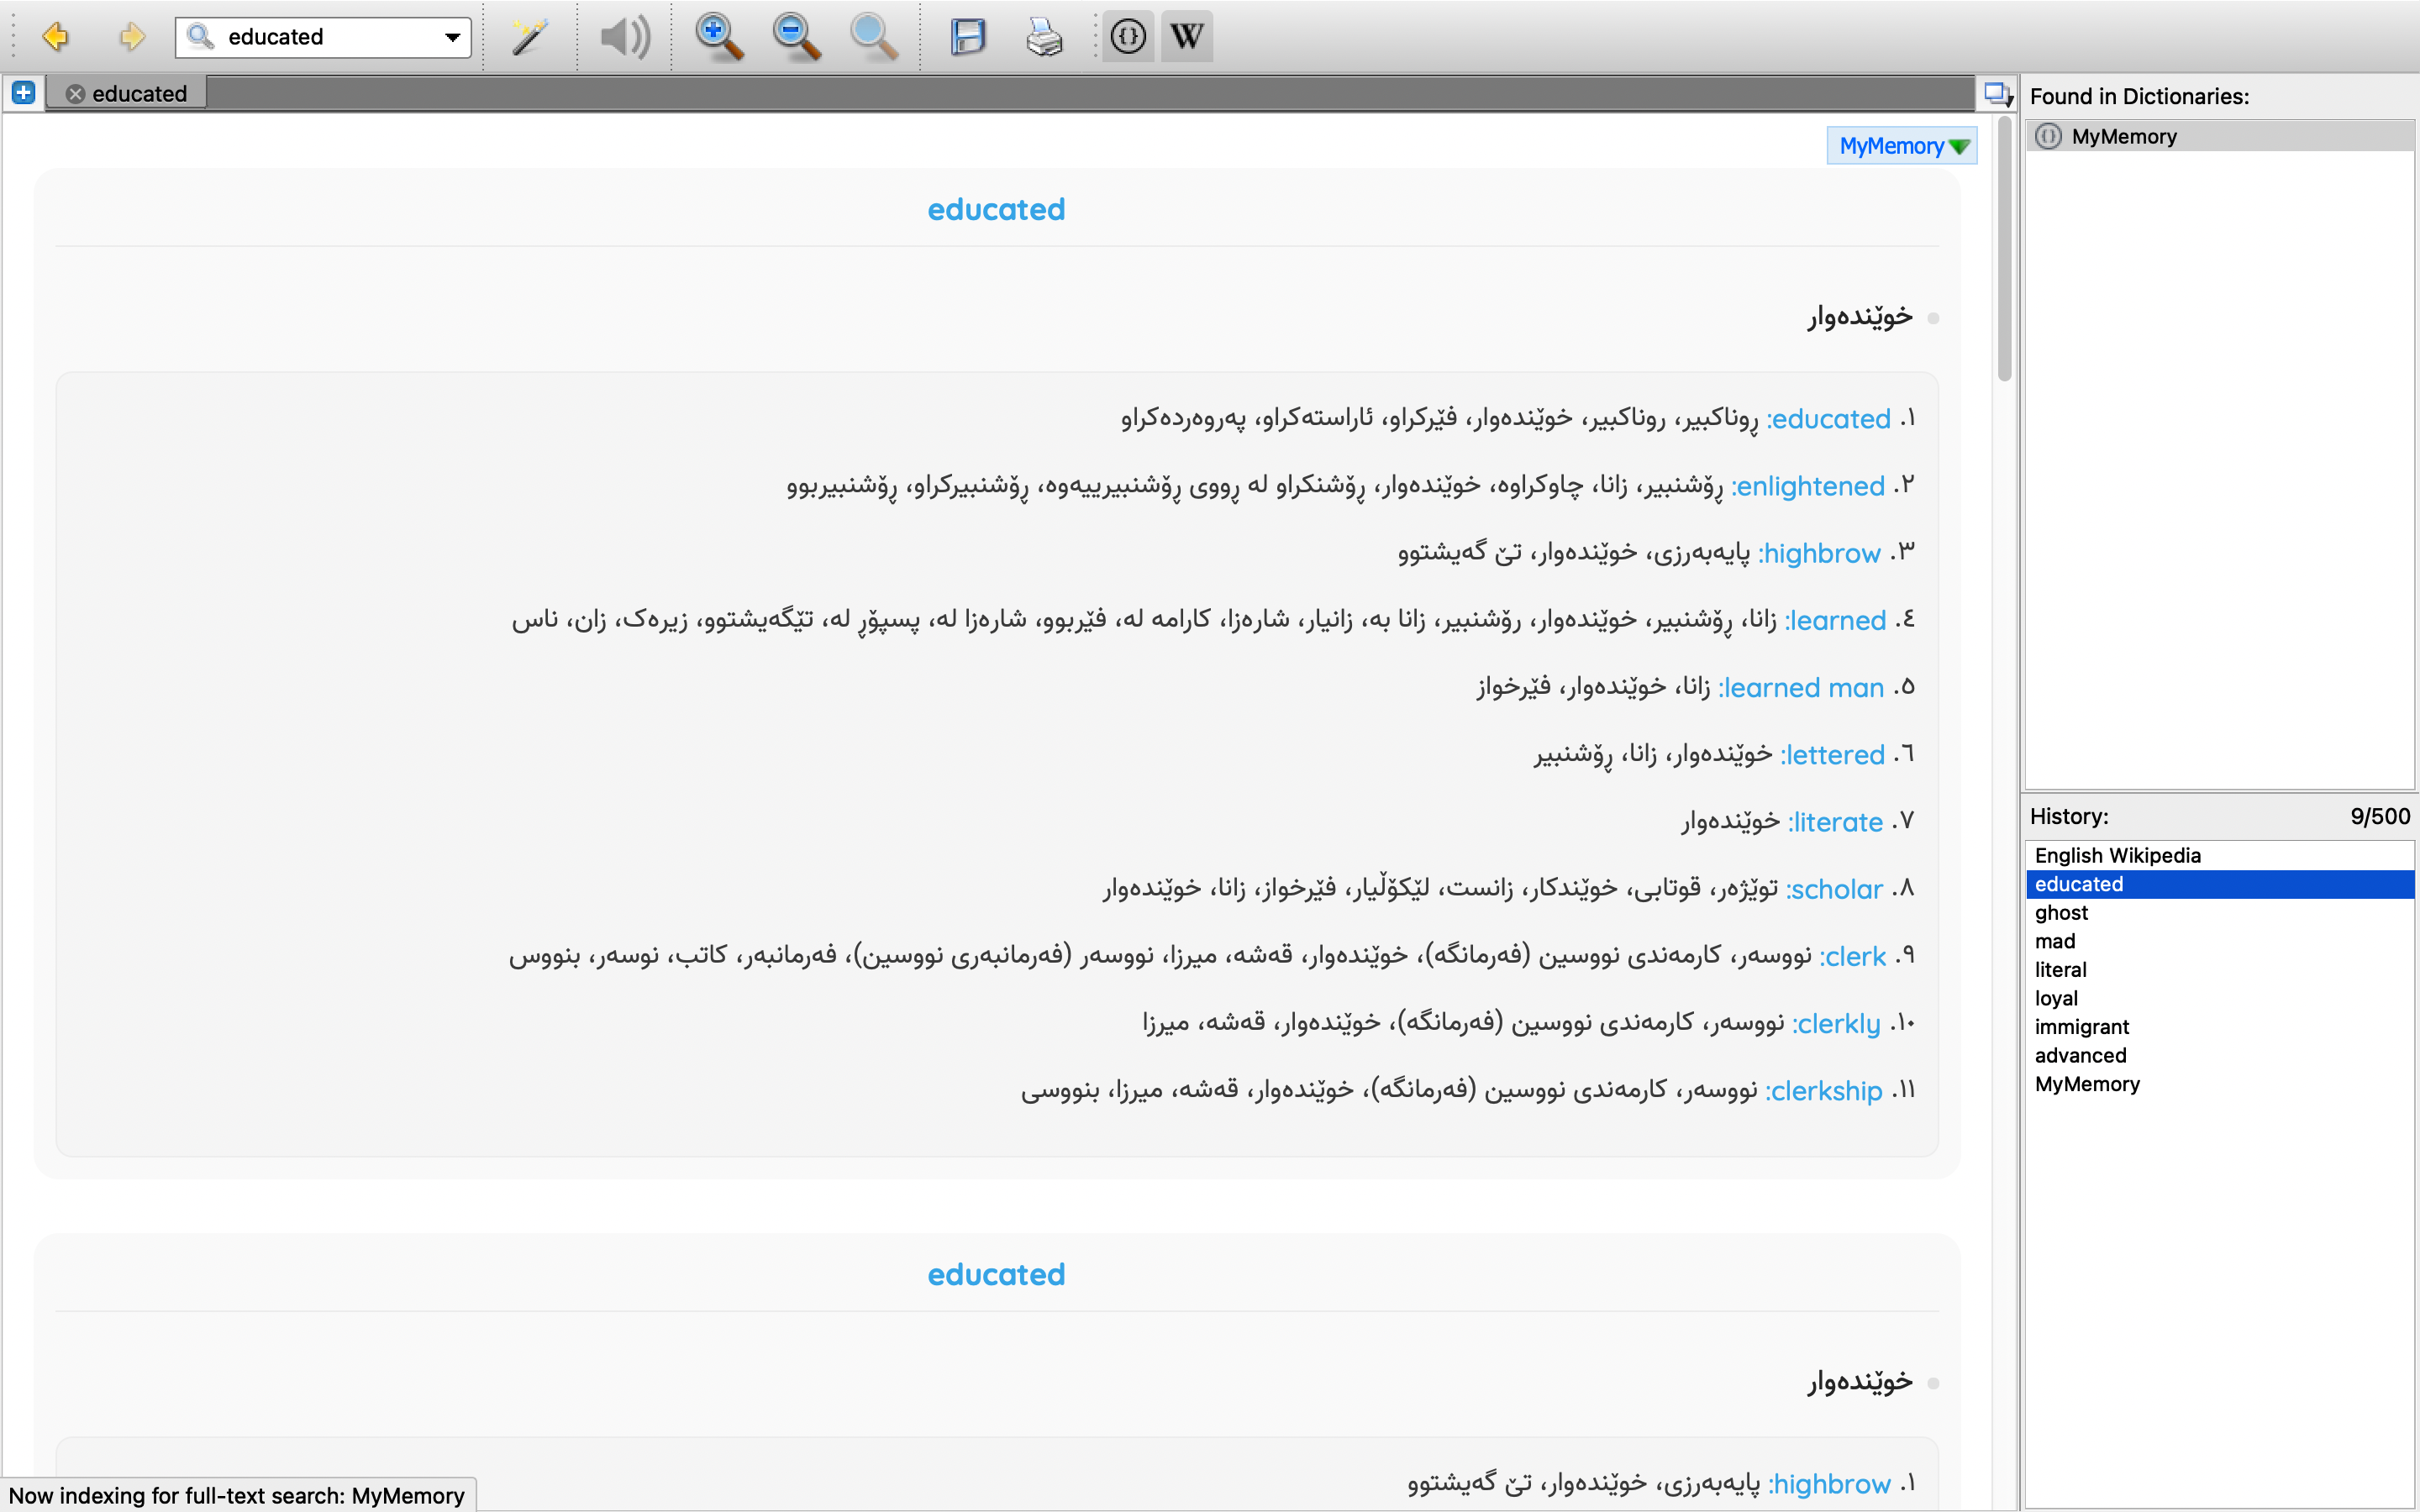 educated
educated
Found in Dictionaries:
MyMemory
MyMemory
educated
خوێندەوار
١. educated: ڕوناکبیر، روناکبیر، خوێندەوار، فێرکراو، ئاراستەکراو، پەروەردەکراو
٢. enlightened: ڕۆشنبیر، زانا، چاوکراوە، خوێندەوار، ڕۆشنکراو لە ڕووی ڕۆشنبیرییەوە، ڕۆشنبیرکراو، ڕۆشنبیربوو
٣. highbrow: پایەبەرزی، خوێندەوار، تێ گەیشتوو
٤. learned: زانا، ڕۆشنبیر، خوێندەوار، رۆشنبیر، زانا بە، زانیار، شارەزا، کارامە لە، فێربوو، شارەزا لە، پسپۆڕ لە، تێگەیشتوو، زیرەک، زان، ناس
٥. learned man: زانا، خوێندەوار، فێرخواز
٦. lettered: خوێندەوار، زانا، ڕۆشنبیر
٧. literate: خوێندەوار
٨. scholar: توێژەر، قوتابی، خوێندکار، زانست، لێکۆڵیار، فێرخواز، زانا، خوێندەوار
٩. clerk: نووسەر، کارمەندی نووسین (فەرمانگە)، خوێندەوار، قەشە، میرزا، نووسەر (فەرمانبەری نووسین)، فەرمانبەر، کاتب، نوسەر، بنووس
١٠. clerkly: نووسەر، کارمەندی نووسین (فەرمانگە)، خوێندەوار، قەشە، میرزا
١١. clerkship: نووسەر، کارمەندی نووسین (فەرمانگە)، خوێندەوار، قەشە، میرزا، بنووسی
educated
خوێندەوار
١. highbrow: پایەبەرزی، خوێندەوار، تێ گەیشتوو
History: 9/500
English Wikipedia
educated
ghost
mad
literal
loyal
immigrant
advanced
MyMemory
Now indexing for full-text search: MyMemory